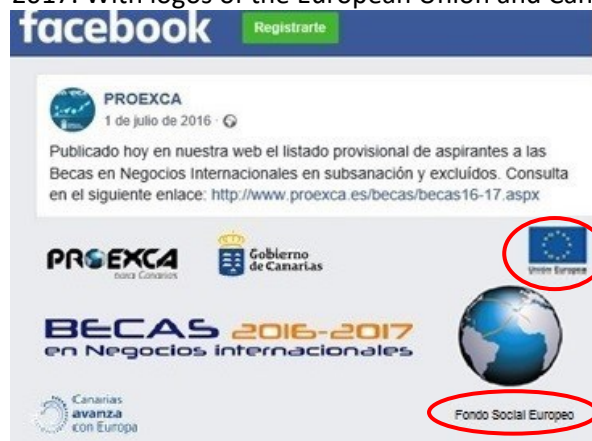 2017. With logos of the European Union and Can
facebook
Registrarte
PROEXCA
1 de julio de 2016 ·
Publicado hoy en nuestra web el listado provisional de aspirantes a las
Becas en Negocios Internacionales en subsanación y excluídos. Consulta
en el siguiente enlace: http://www.proexca.es/becas/becas16-17.aspx
PROEXCA
para Canarias
Gobierno
de Canarias
Unión Europea
BECAS 2016-2017
en Negocios internacionales
Canarias
avanza
con Europa
Fondo Social Europeo